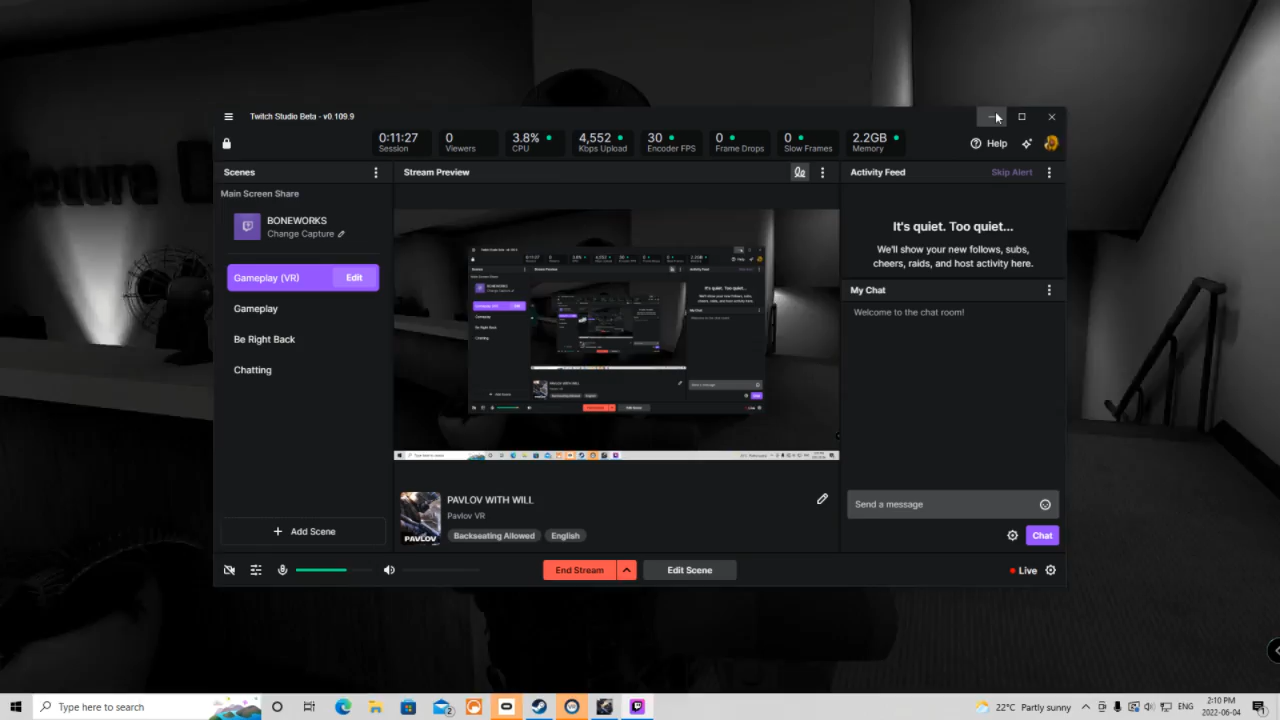 Twitch Studio Beta - v0.109.9
0:11:27
Session
0
Viewers
3.8%
CPU
4,552
Kbps Upload
30
Encoder FPS
0
Frame Drops
0
Slow Frames
2.2GB
Memory
Help
Scenes
Main Screen Share
BONEWORKS
Change Capture
Gameplay (VR)
Edit
Gameplay
Be Right Back
Chatting
Add Scene
Stream Preview
PAVLOV WITH WILL
Pavlov VR
Backseating Allowed
English
PAVLOV
Activity Feed
Skip Alert
It's quiet. Too quiet...
We'll show your new follows, subs,
cheers, raids, and host activity here.
My Chat
Welcome to the chat room!
Send a message
Chat
End Stream
Edit Scene
Live
Type here to search
2
22°C Partly sunny
ENG
2:10 PM
2022-06-04
1